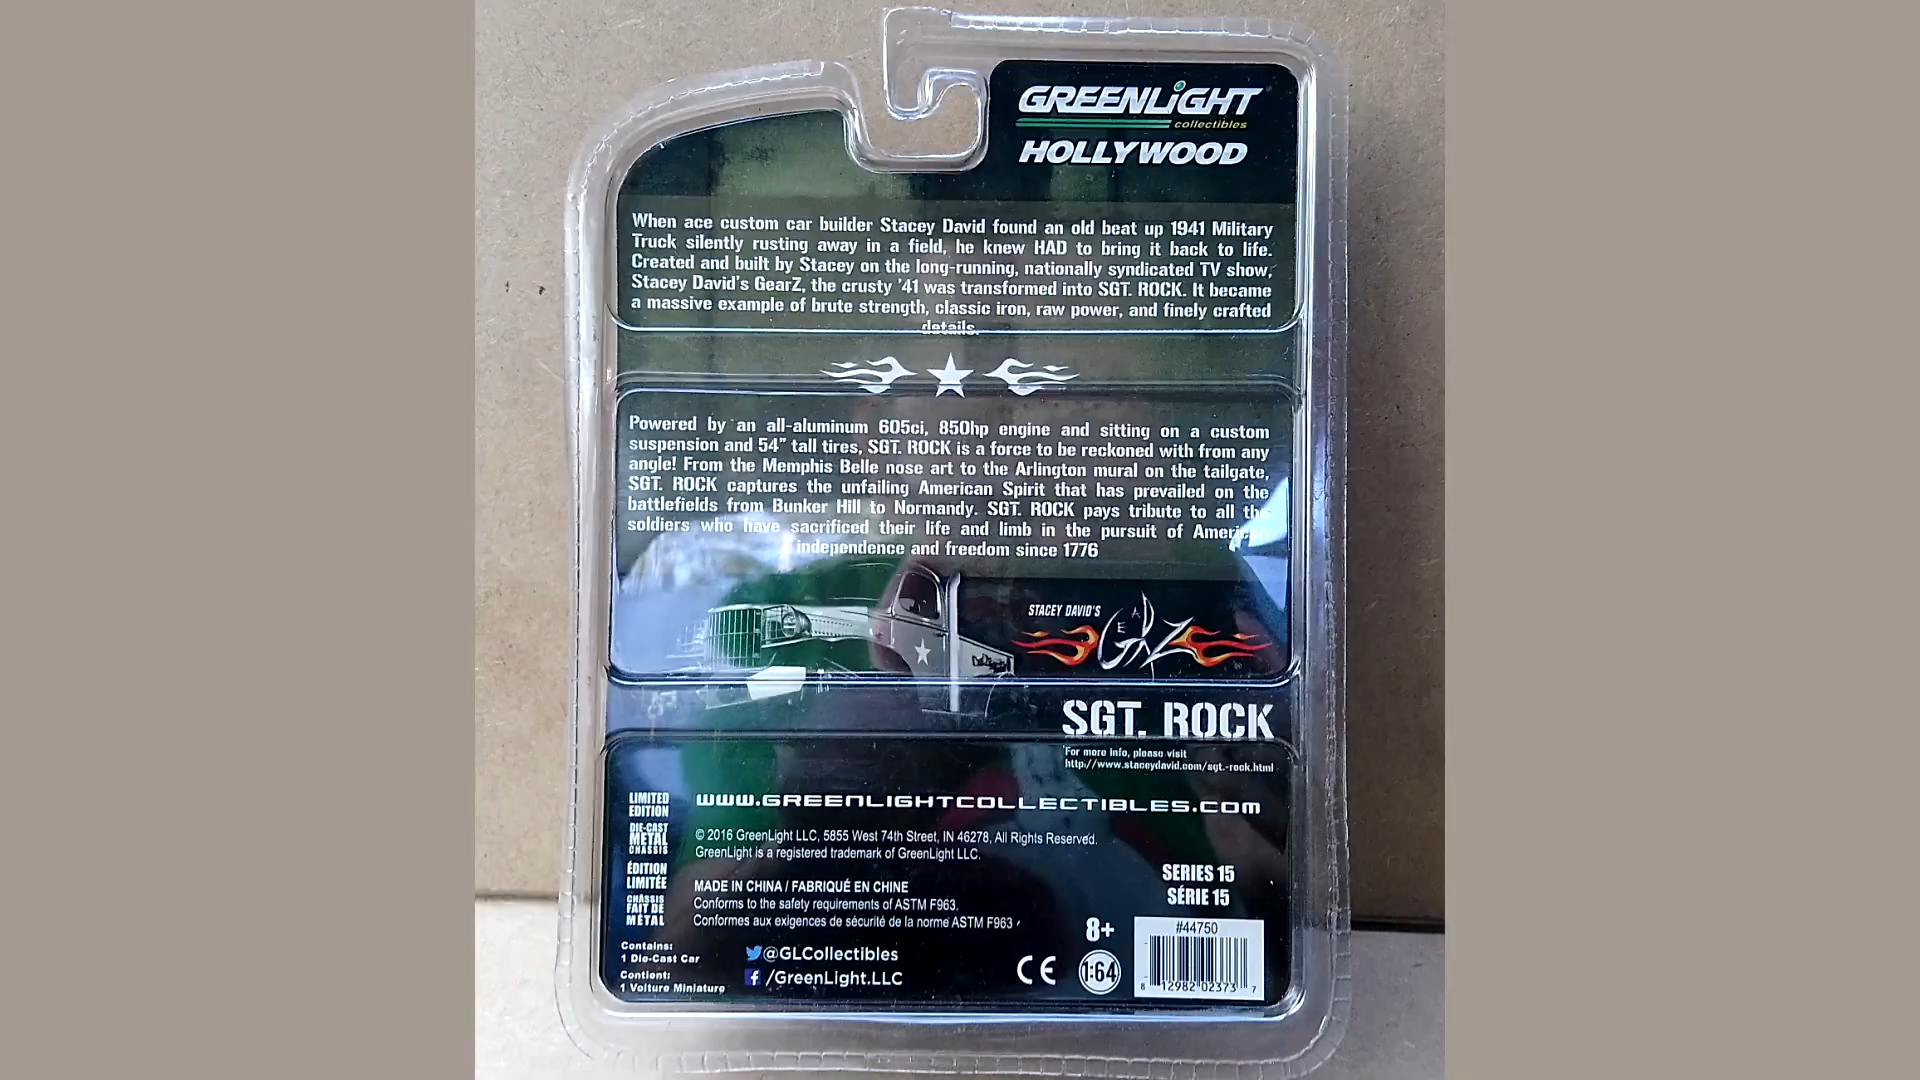 GREENLiGHT
collectibles
HOLLYWOOD
When ace custom car builder Stacey David found an old beat up 1941 Military
Truck silently rusting away in a field, he knew HAD to bring it back to life.
Created and built by Stacey on the long-running, nationally syndicated TV show,
Stacey David's GearZ, the crusty '41 was transformed into SGT. ROCK. It became
a massive example of brute strength, classic iron, raw power, and finely crafted
details.
Powered by an all-aluminum 605ci, 850hp engine and sitting on a custom
suspension and 54" tall tires, SGT. ROCK is a force to be reckoned with from any
angle! From the Memphis Belle nose art to the Arlington mural on the tailgate,
SGT. ROCK captures the unfailing American Spirit that has prevailed on the
battlefields from Bunker Hill to Normandy. SGT. ROCK pays tribute to all the
soldiers who have sacrificed their life and limb in the pursuit of American
independence and freedom since 1776
STACEY DAVID'S
GEARZ
SGT. ROCK
For more info, please visit
http://www.staceydavid.com/sgt.-rock.html
LIMITED
EDITION
DIE-CAST
METAL
CHASSIS
ÉDITION
LIMITÉE
CHÂSSIS
FAIT DE
MÉTAL
www.GREENLIGHTCOLLECTIBLES.com
© 2016 GreenLight LLC, 5855 West 74th Street, IN 46278, All Rights Reserved.
GreenLight is a registered trademark of GreenLight LLC.
MADE IN CHINA / FABRIQUÉ EN CHINE
Conforms to the safety requirements of ASTM F963.
Conformes aux exigences de sécurité de la norme ASTM F963
SERIES 15
SÉRIE 15
Contains:
1 Die-Cast Car
Contient:
1 Voiture Miniature
@GLCollectibles
/GreenLight.LLC
CE
8+
1:64
#44750
8 12982 02373 7